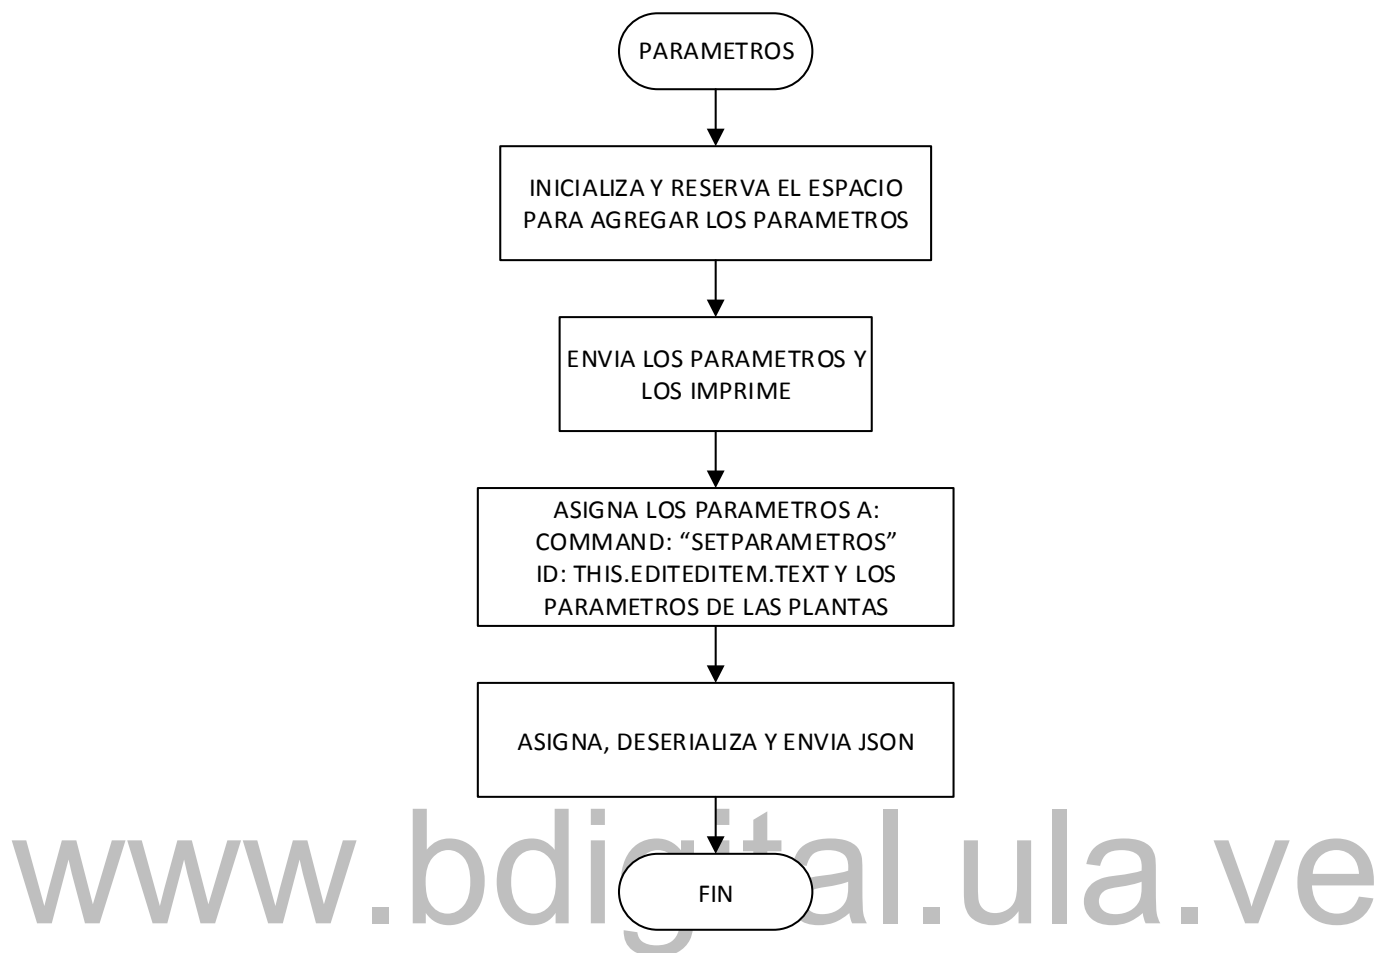 PARAMETROS
INICIALIZA Y RESERVA EL ESPACIO
PARA AGREGAR LOS PARAMETROS
ENVIA LOS PARAMETROS Y
LOS IMPRIME
ASIGNA LOS PARAMETROS A:
COMMAND: “SETPARAMETROS”
ID: THIS.EDITEDITEM.TEXT Y LOS
PARAMETROS DE LAS PLANTAS
ASIGNA, DESERIALIZA Y ENVIA JSON
www.bdigital.ula.ve
FIN